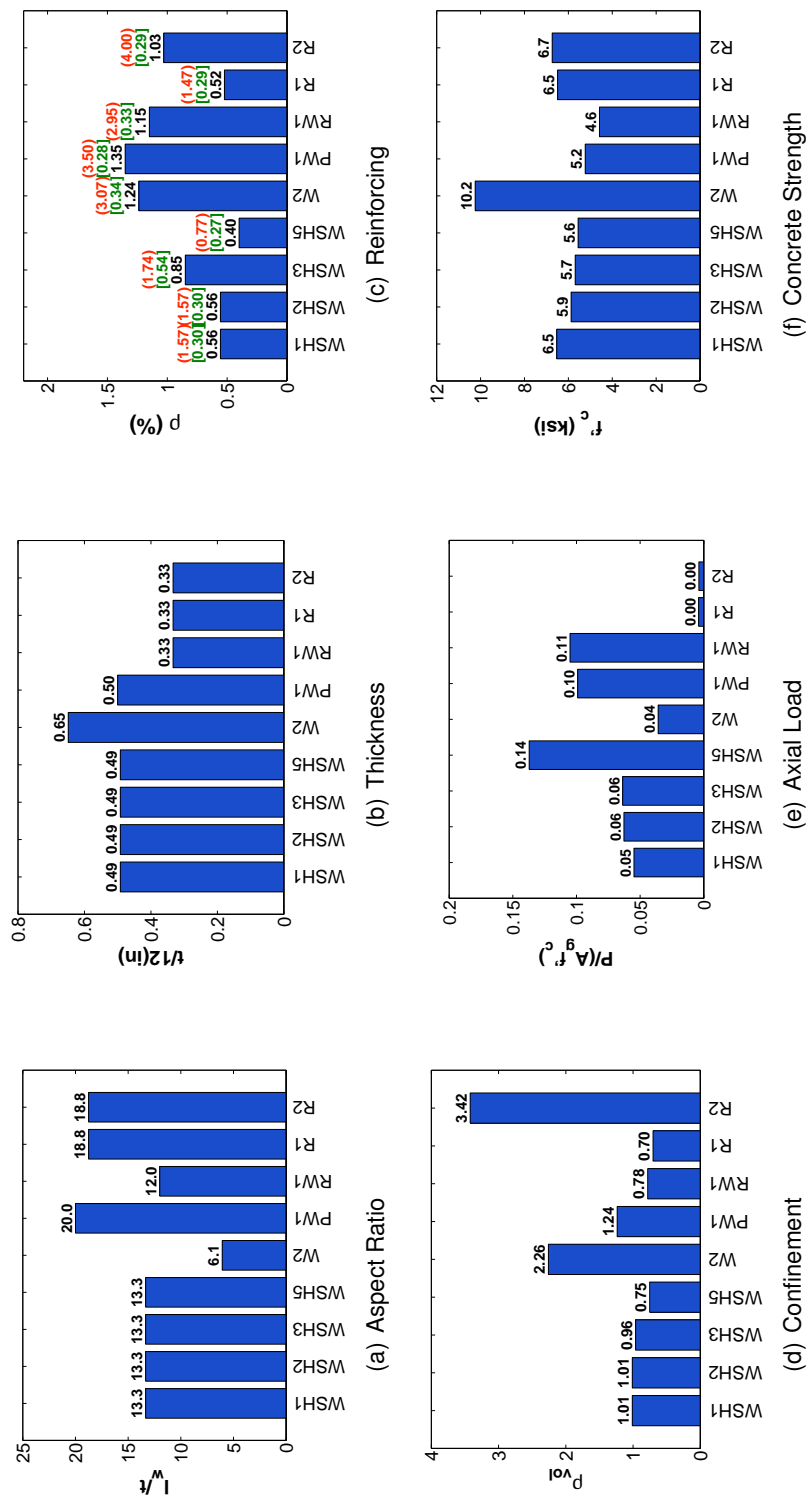 25
20
15
10
5
0
l_w/t
13.3 13.3 13.3 13.3 6.1 20.0 12.0 18.8 18.8
WSH1 WSH2 WSH3 WSH5 W2 PW1 RW1 R1 R2
(a) Aspect Ratio
0.8
0.6
0.4
0.2
0
t/12(in)
0.49 0.49 0.49 0.49 0.65 0.50 0.33 0.33 0.33
WSH1 WSH2 WSH3 WSH5 W2 PW1 RW1 R1 R2
(b) Thickness
2
1.5
1
0.5
0
ρ (%)
(1.57) (1.57) (1.74) (0.77) (3.07) (3.50) (2.95) (1.47) (4.00)
[0.30] [0.30] [0.54] [0.27] [0.34] [0.28] [0.33] [0.29] [0.29]
0.56 0.56 0.85 0.40 1.24 1.35 1.15 0.52 1.03
WSH1 WSH2 WSH3 WSH5 W2 PW1 RW1 R1 R2
(c) Reinforcing
4
3
2
1
0
ρ_vol
1.01 1.01 0.96 0.75 2.26 1.24 0.78 0.70 3.42
WSH1 WSH2 WSH3 WSH5 W2 PW1 RW1 R1 R2
(d) Confinement
0.2
0.15
0.1
0.05
0
P/(A_g f'_c)
0.05 0.06 0.06 0.14 0.04 0.10 0.11 0.00 0.00
WSH1 WSH2 WSH3 WSH5 W2 PW1 RW1 R1 R2
(e) Axial Load
12
10
8
6
4
2
0
f'_c (ksi)
6.5 5.9 5.7 5.6 10.2 5.2 4.6 6.5 6.7
WSH1 WSH2 WSH3 WSH5 W2 PW1 RW1 R1 R2
(f) Concrete Strength